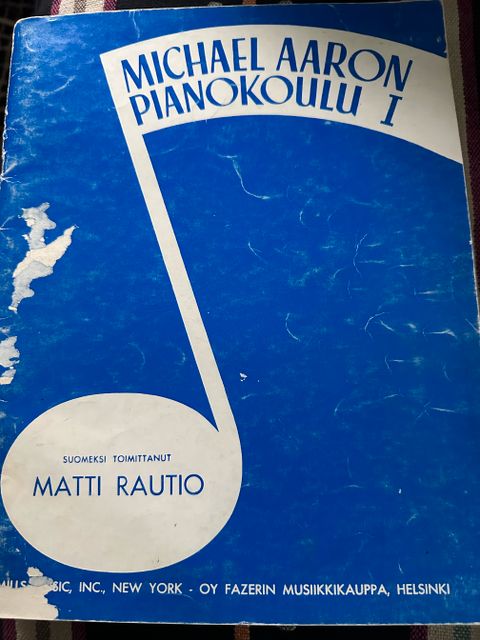 MICHAEL AARON
PIANOKOULU I
SUOMEKSI TOIMITTANUT
MATTI RAUTIO
INC., NEW YORK - OY FAZERIN MUSIIKKIKAUPPA, HELSINKI